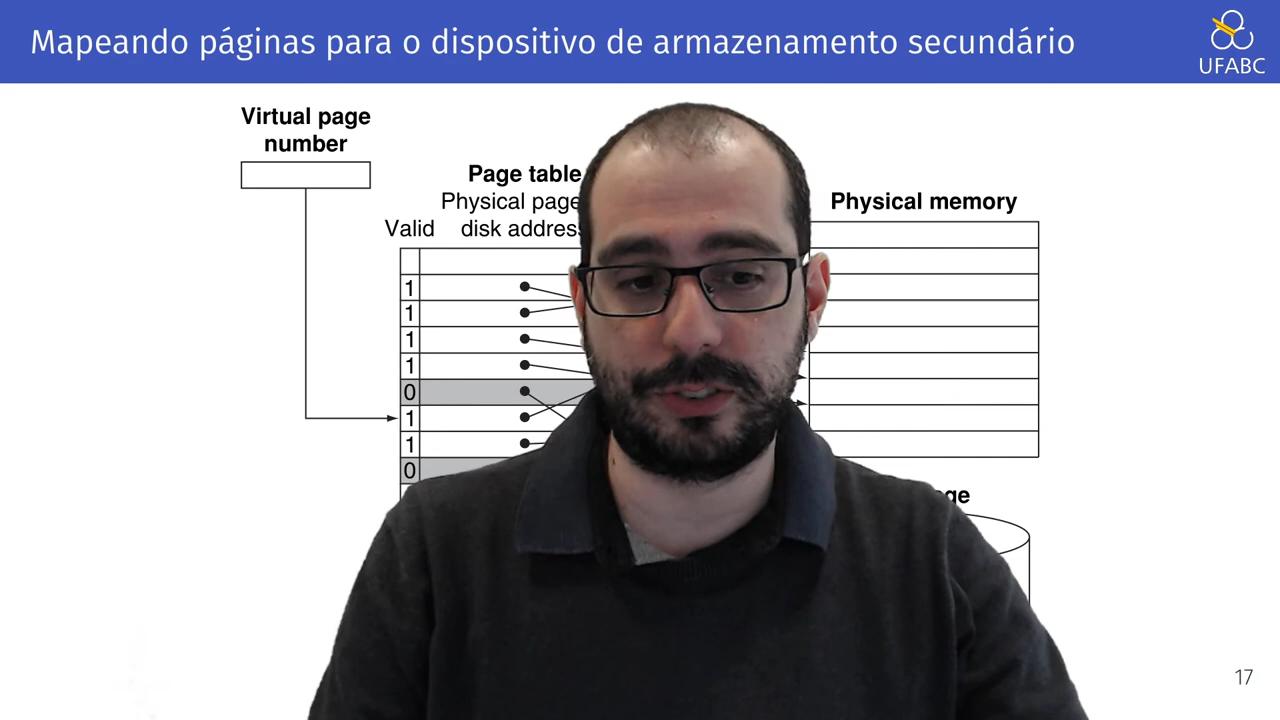 Mapeando páginas para o dispositivo de armazenamento secundário
UFABC
Virtual page
number
Page table
Physical page
Valid disk
Physical memory
1
1
1
1
0
1
1
0
17